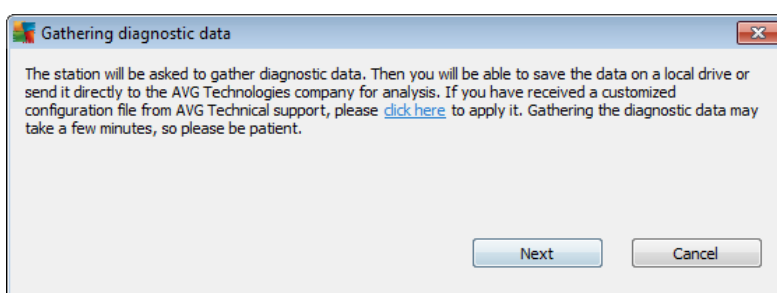 Gathering diagnostic data
The station will be asked to gather diagnostic data. Then you will be able to save the data on a local drive or
send it directly to the AVG Technologies company for analysis. If you have received a customized
configuration file from AVG Technical support, please click here to apply it. Gathering the diagnostic data may
take a few minutes, so please be patient.
Next Cancel